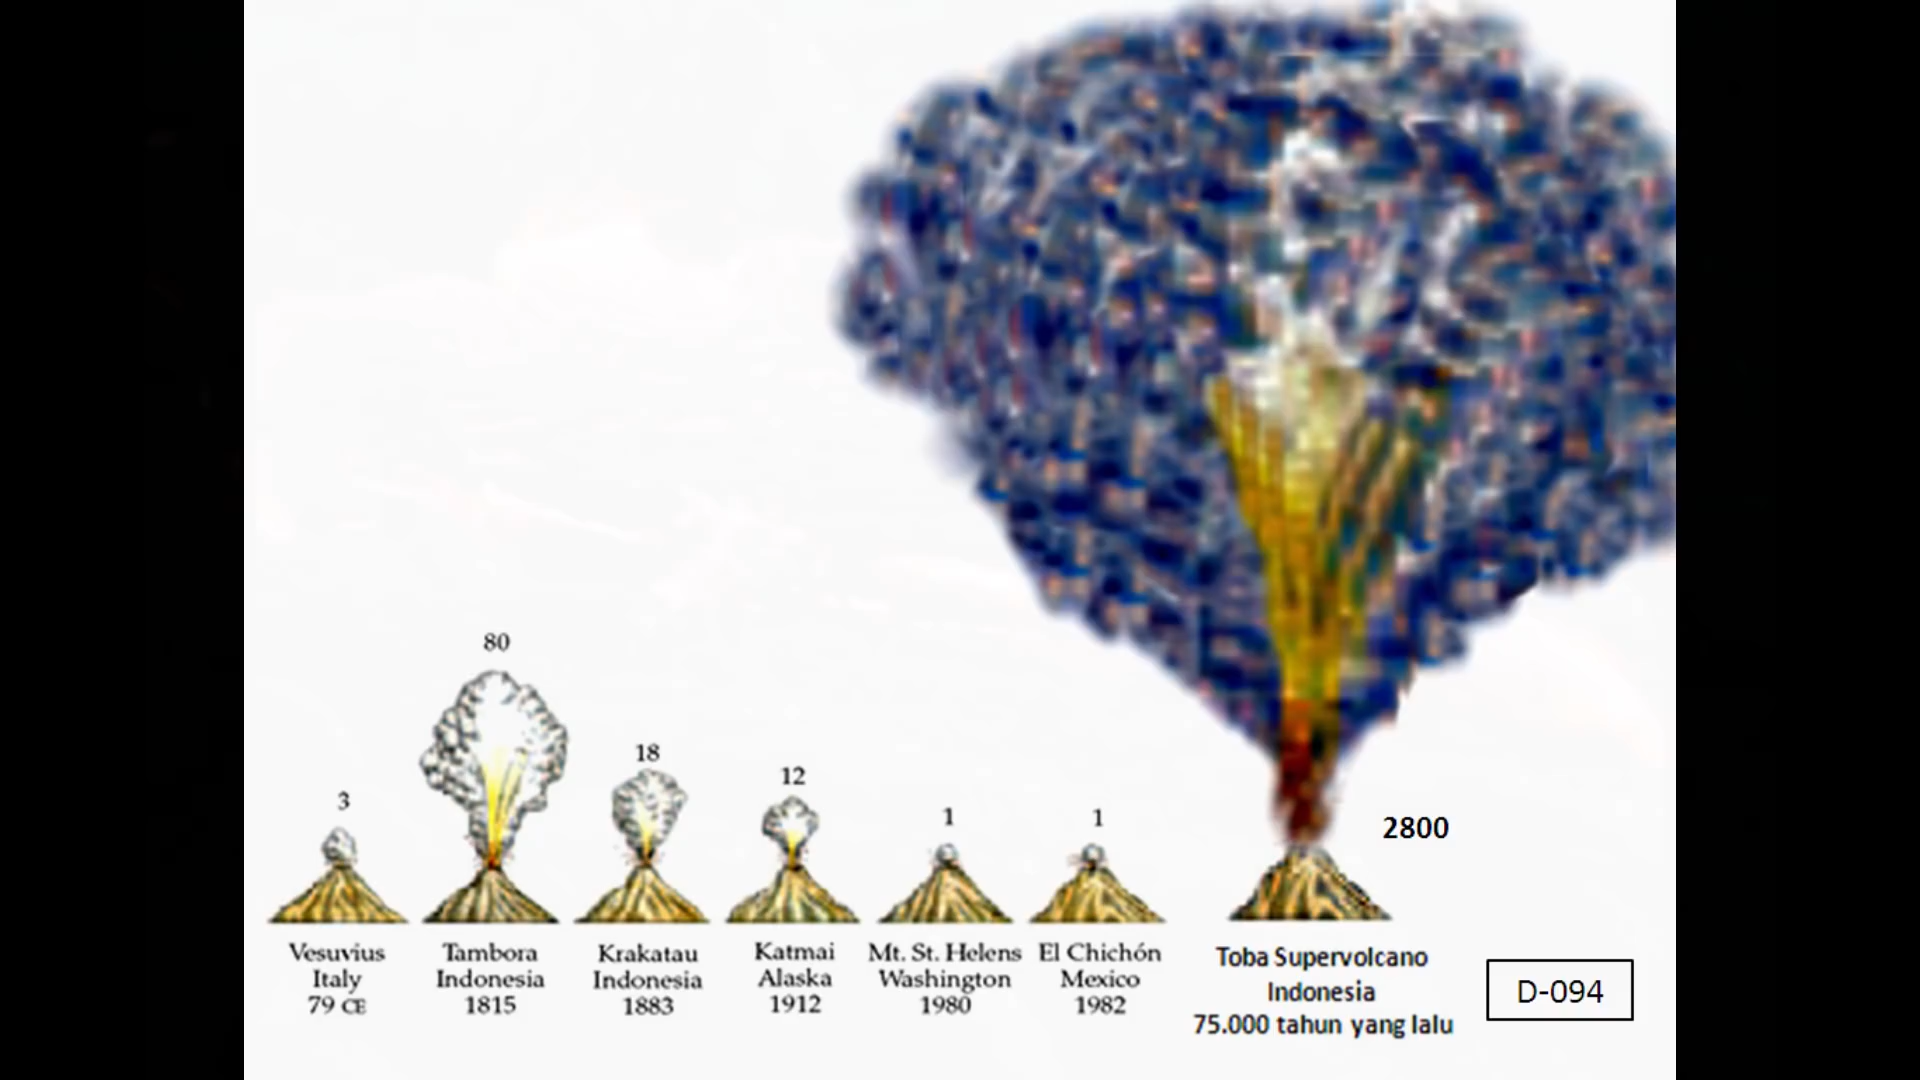 80
18
12
3
1
1
2800
Vesuvius
Italy
79 CE
Tambora
Indonesia
1815
Krakatau
Indonesia
1883
Katmai
Alaska
1912
Mt. St. Helens
Washington
1980
El Chichón
Mexico
1982
Toba Supervolcano
Indonesia
75.000 tahun yang lalu
D-094